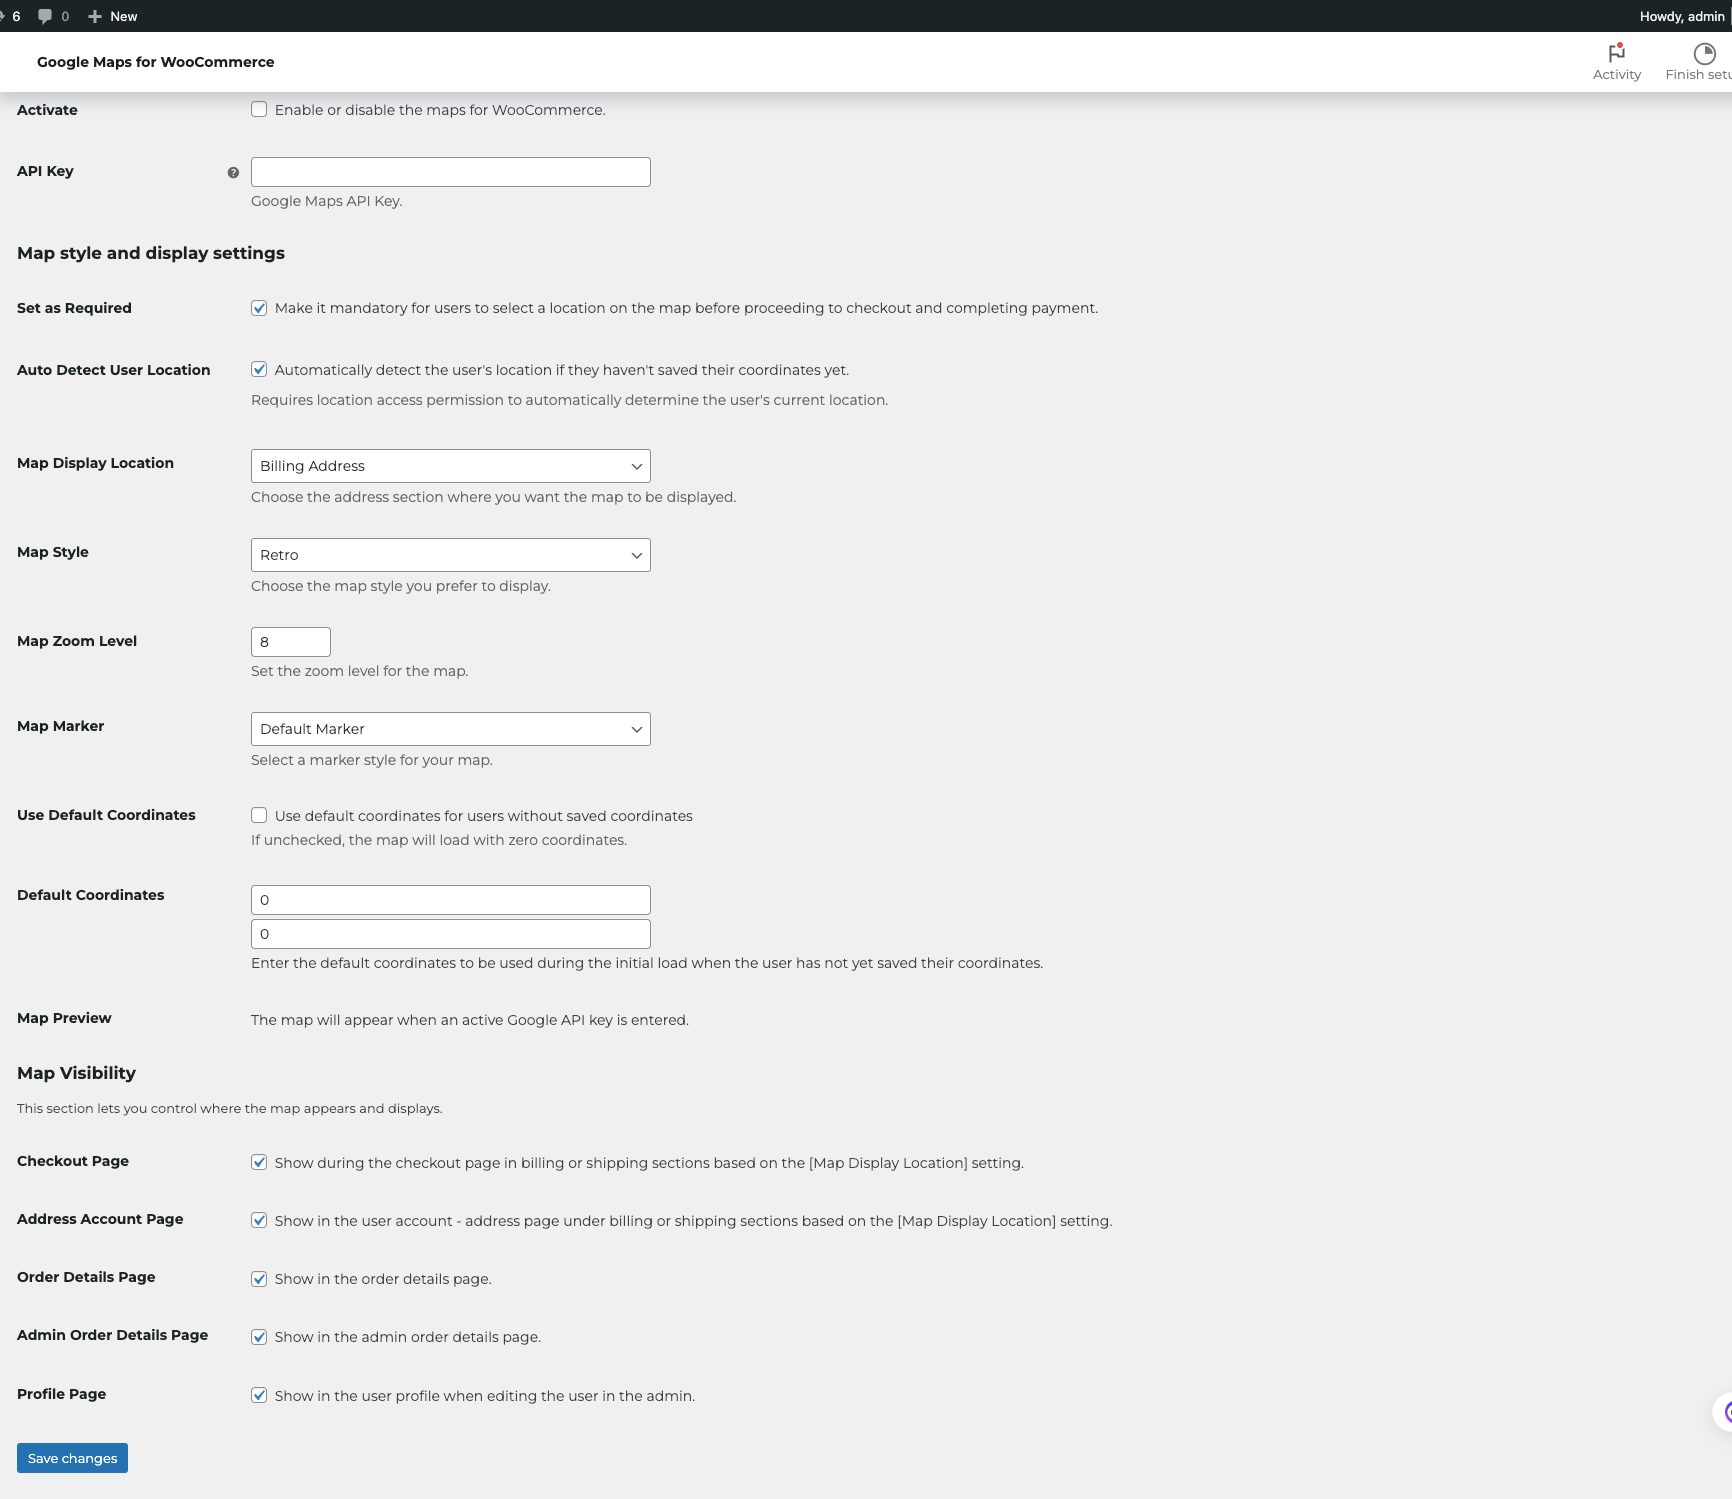 6 0 New Howdy, admin
Google Maps for WooCommerce
Activity Finish setu
Activate Enable or disable the maps for WooCommerce.
API Key
Google Maps API Key.
Map style and display settings
Set as Required Make it mandatory for users to select a location on the map before proceeding to checkout and completing payment.
Auto Detect User Location Automatically detect the user's location if they haven't saved their coordinates yet.
Requires location access permission to automatically determine the user's current location.
Map Display Location Billing Address
Choose the address section where you want the map to be displayed.
Map Style Retro
Choose the map style you prefer to display.
Map Zoom Level 8
Set the zoom level for the map.
Map Marker Default Marker
Select a marker style for your map.
Use Default Coordinates Use default coordinates for users without saved coordinates
If unchecked, the map will load with zero coordinates.
Default Coordinates 0
0
Enter the default coordinates to be used during the initial load when the user has not yet saved their coordinates.
Map Preview The map will appear when an active Google API key is entered.
Map Visibility
This section lets you control where the map appears and displays.
Checkout Page Show during the checkout page in billing or shipping sections based on the [Map Display Location] setting.
Address Account Page Show in the user account - address page under billing or shipping sections based on the [Map Display Location] setting.
Order Details Page Show in the order details page.
Admin Order Details Page Show in the admin order details page.
Profile Page Show in the user profile when editing the user in the admin.
Save changes